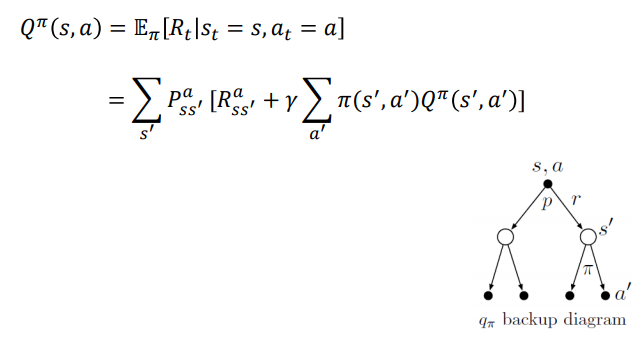 Q^π(s, a) = 𝔼_π[R_t|s_t = s, a_t = a]
= ∑_{s'} P^a_{ss'} [R^a_{ss'} + γ ∑_{a'} π(s', a')Q^π(s', a')]
s, a
p r
s'
π
a'
q_π backup diagram